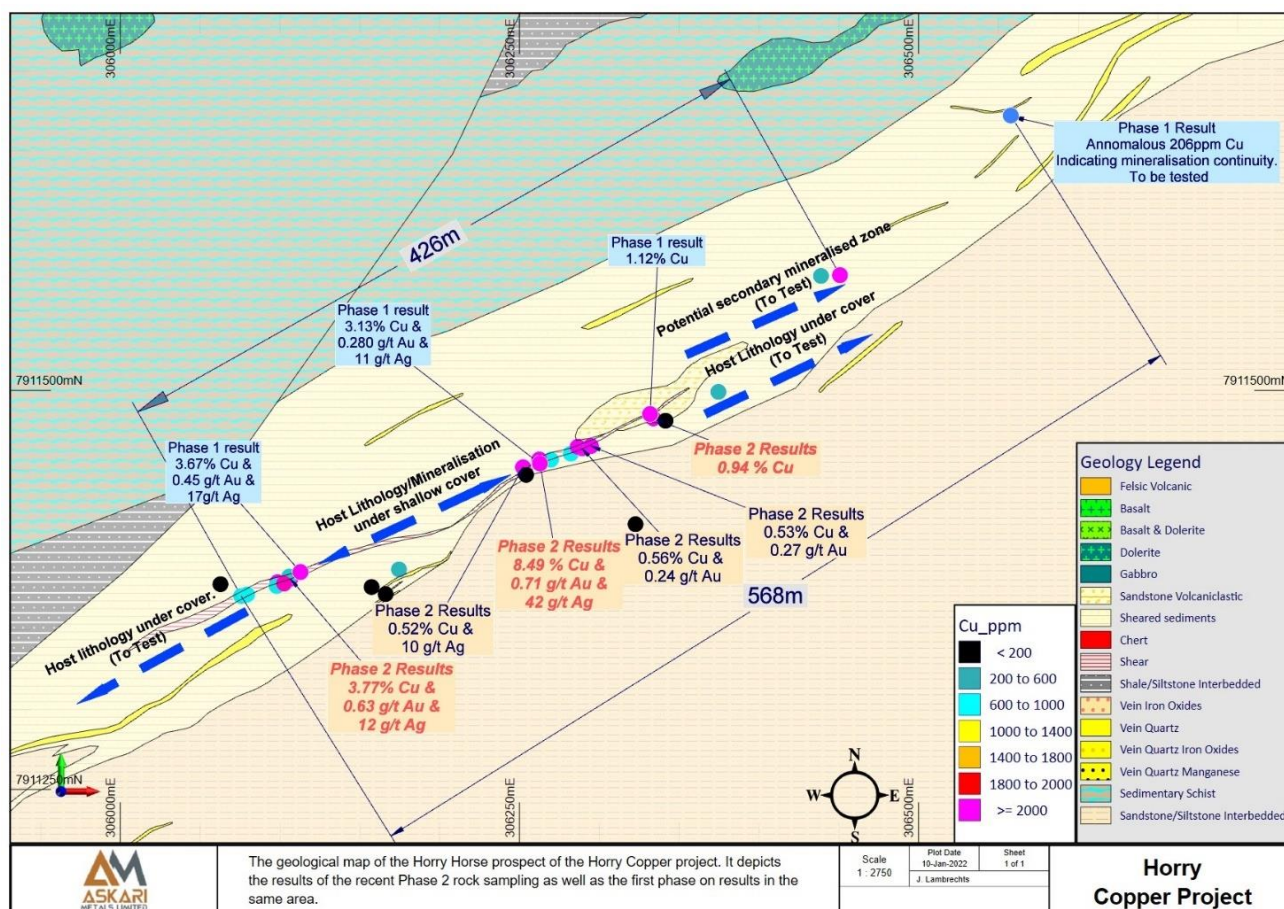 306000mE
306250mE
306500mE
Phase 1 Result
Annomalous 206ppm Cu
Indicating mineralisation continuity.
To be tested
426m
Phase 1 result
1.12% Cu
Potential secondary mineralised zone
(To Test)
Phase 1 result
3.13% Cu &
0.280 g/t Au &
11 g/t Ag
Host Lithology under cover
(To Test)
7911500mN
7911500mN
Phase 1 result
3.67% Cu &
0.45 g/t Au &
17g/t Ag
Host Lithology/Mineralisation
under shallow cover
Phase 2 Results
0.94 % Cu
Phase 2 Results
0.53% Cu &
0.27 g/t Au
Phase 2 Results
0.56% Cu &
0.24 g/t Au
Phase 2 Results
8.49 % Cu &
0.71 g/t Au &
42 g/t Ag
568m
Phase 2 Results
0.52% Cu &
10 g/t Ag
Host lithology under cover.
(To Test)
Phase 2 Results
3.77% Cu &
0.63 g/t Au &
12 g/t Ag
7911250mN
306000mE
306250mE
306500mE
N
W
E
S
Cu_ppm
< 200
200 to 600
600 to 1000
1000 to 1400
1400 to 1800
1800 to 2000
>= 2000
Geology Legend
Felsic Volcanic
Basalt
Basalt & Dolerite
Dolerite
Gabbro
Sandstone Volcaniclastic
Sheared sediments
Chert
Shear
Shale/Siltstone Interbedded
Vein Iron Oxides
Vein Quartz
Vein Quartz Iron Oxides
Vein Quartz Manganese
Sedimentary Schist
Sandstone/Siltstone Interbedded
AM
ASKARI
METALS LIMITED
The geological map of the Horry Horse prospect of the Horry Copper project. It depicts
the results of the recent Phase 2 rock sampling as well as the first phase on results in the
same area.
Scale
1 : 2750
Plot Date
10-Jan-2022
Sheet
1 of 1
J. Lambrechts
Horry
Copper Project